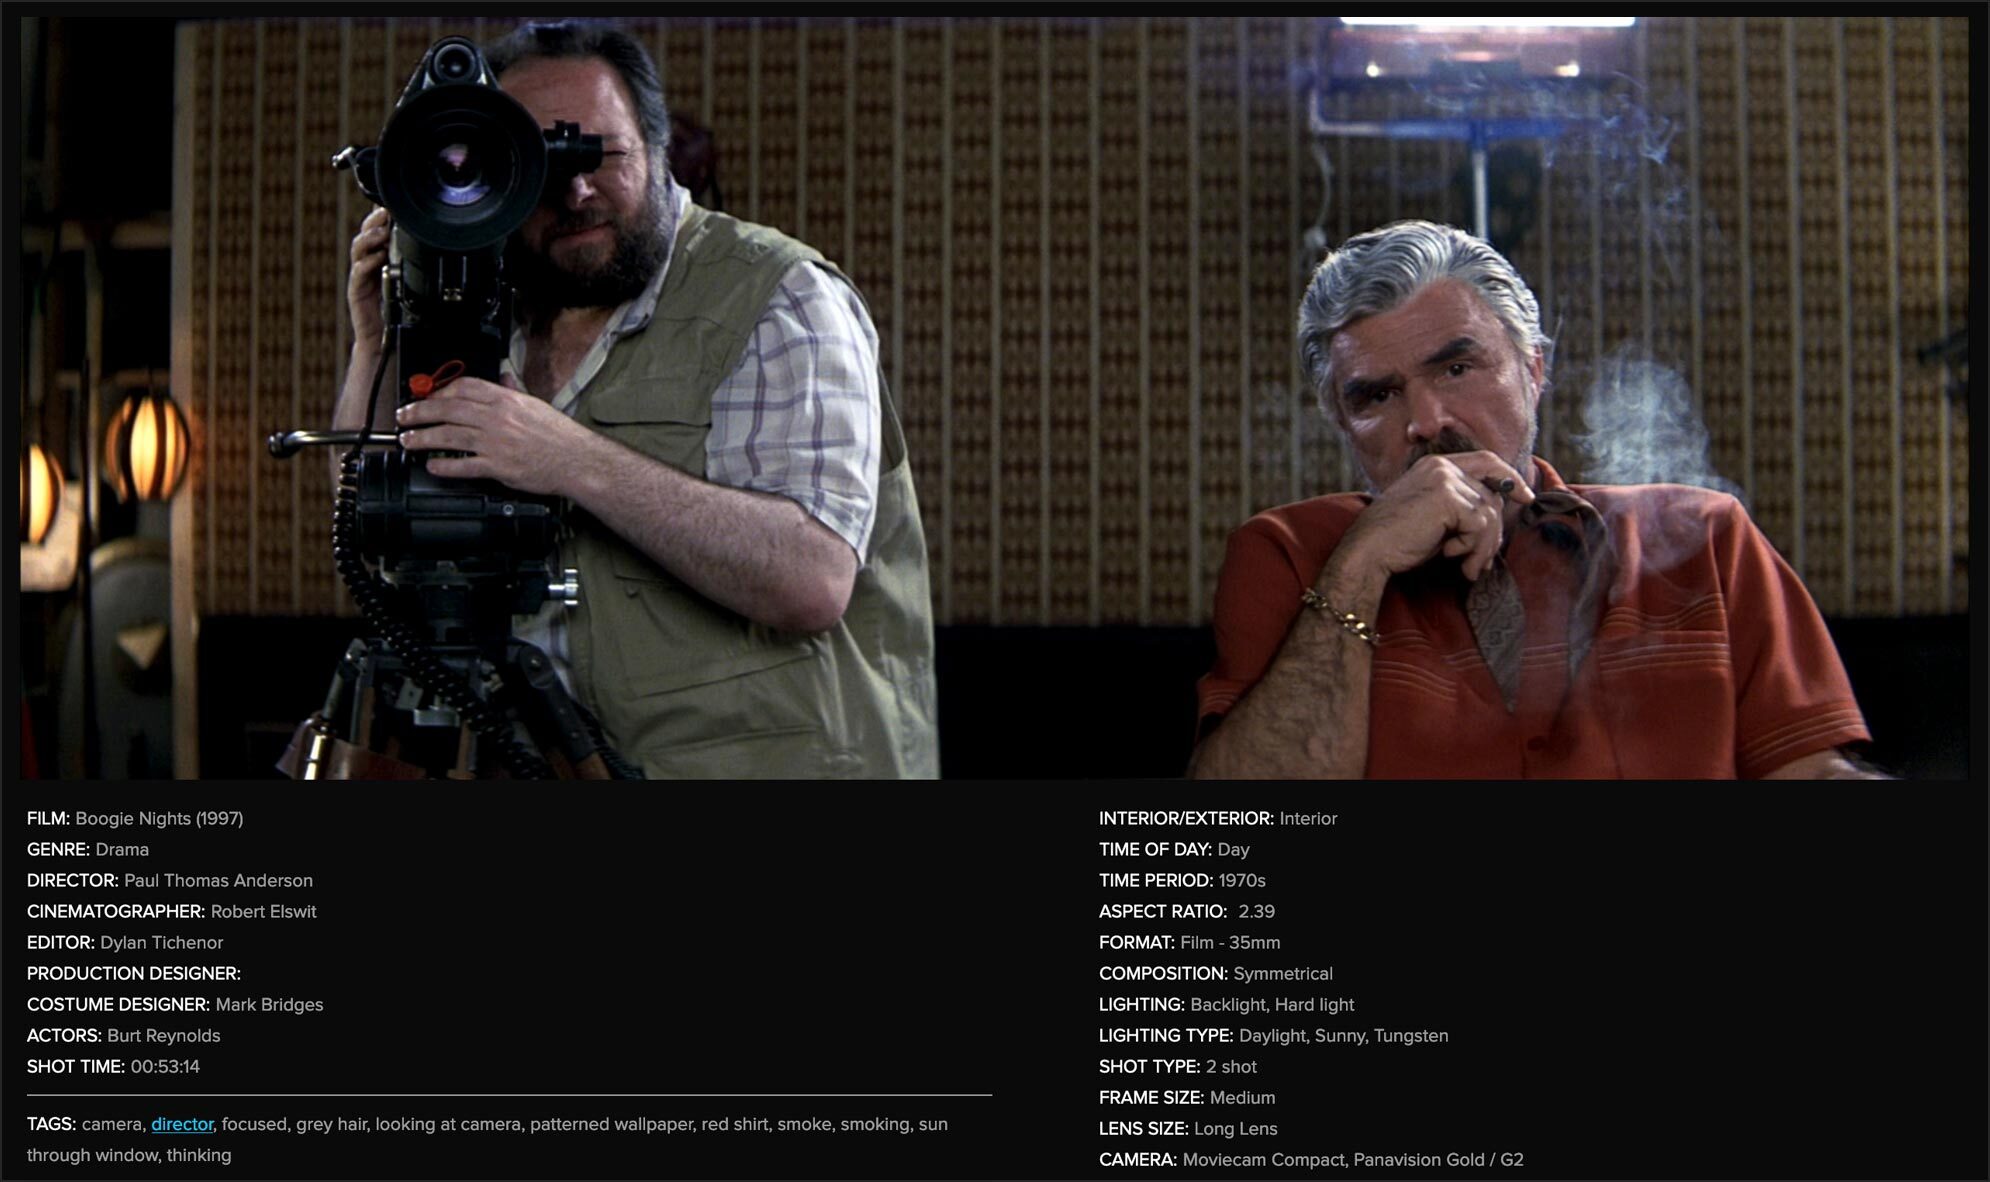 FILM: Boogie Nights (1997)
GENRE: Drama
DIRECTOR: Paul Thomas Anderson
CINEMATOGRAPHER: Robert Elswit
EDITOR: Dylan Tichenor
PRODUCTION DESIGNER:
COSTUME DESIGNER: Mark Bridges
ACTORS: Burt Reynolds
SHOT TIME: 00:53:14
TAGS: camera, director, focused, grey hair, looking at camera, patterned wallpaper, red shirt, smoke, smoking, sun
through window, thinking
INTERIOR/EXTERIOR: Interior
TIME OF DAY: Day
TIME PERIOD: 1970s
ASPECT RATIO: 2.39
FORMAT: Film - 35mm
COMPOSITION: Symmetrical
LIGHTING: Backlight, Hard light
LIGHTING TYPE: Daylight, Sunny, Tungsten
SHOT TYPE: 2 shot
FRAME SIZE: Medium
LENS SIZE: Long Lens
CAMERA: Moviecam Compact, Panavision Gold / G2